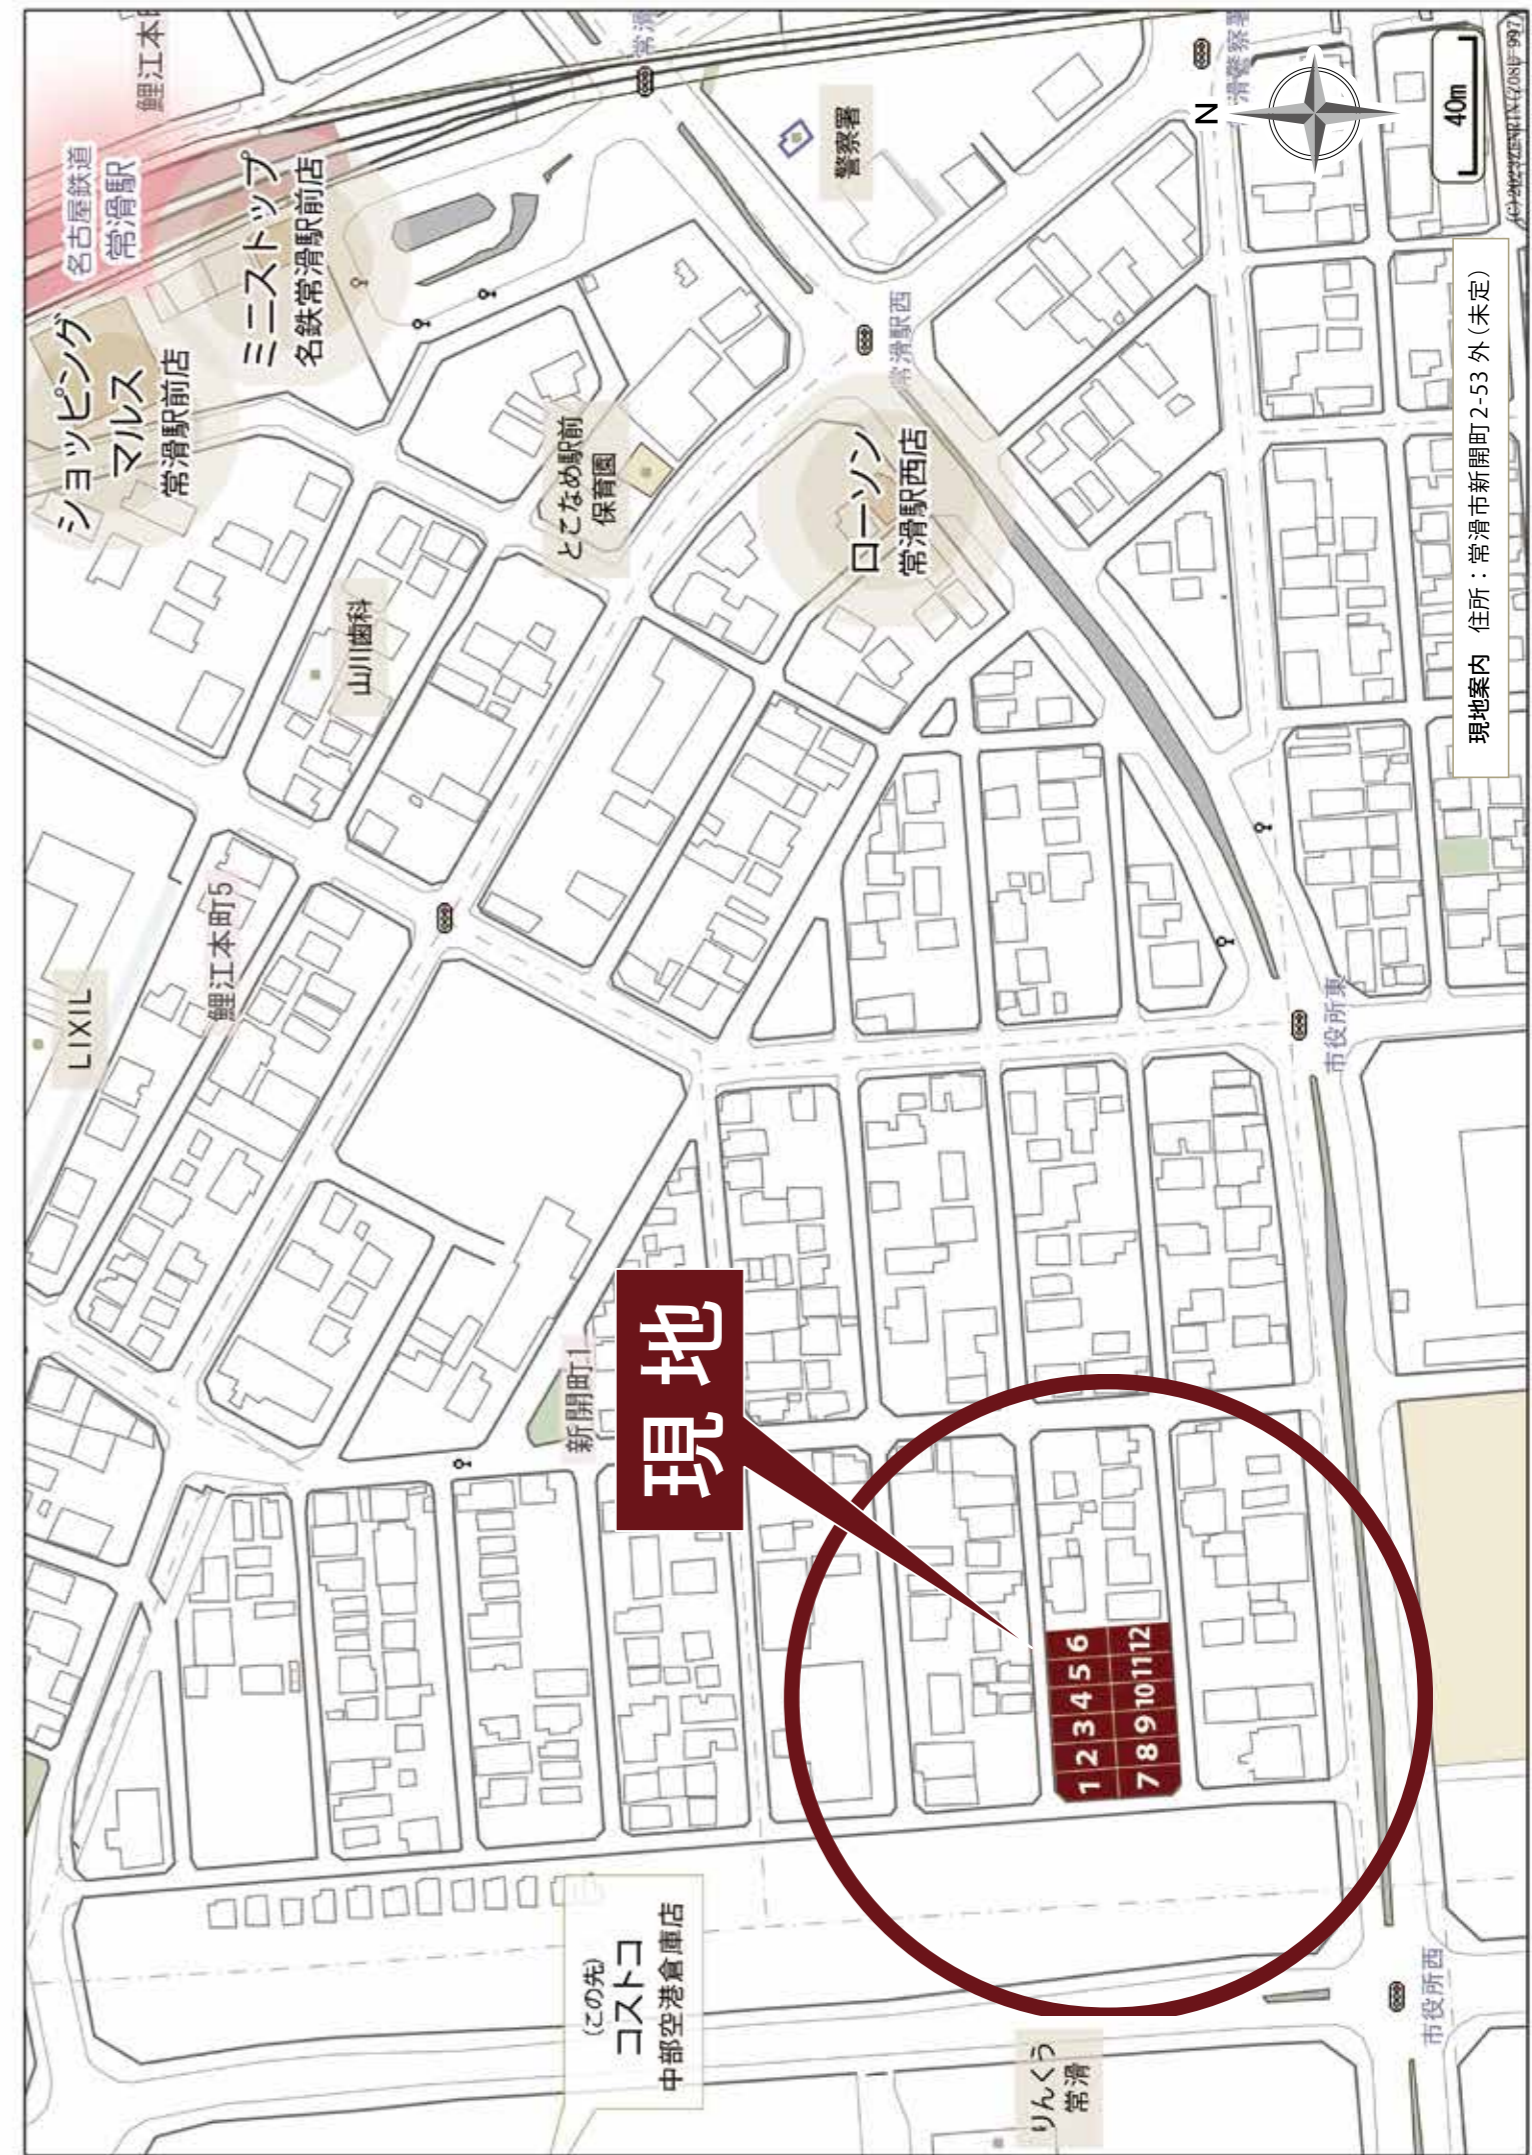 名古屋鉄道
常滑駅
鯉江本町
ショッピング
マルス
常滑駅前店
ミニストップ
名鉄常滑駅前店
常滑
警察署
常滑駅西
とこなめ駅前
保育園
ローソン
常滑駅西店
山川歯科
LIXIL
鯉江本町5
市役所東
新開町1
現地
1 2 3 4 5 6
7 8 9 10 11 12
(この先)
コストコ
中部空港倉庫店
りんくう
常滑
市役所西
N
40m
現地案内 住所:常滑市新開町2-53 外(未定)